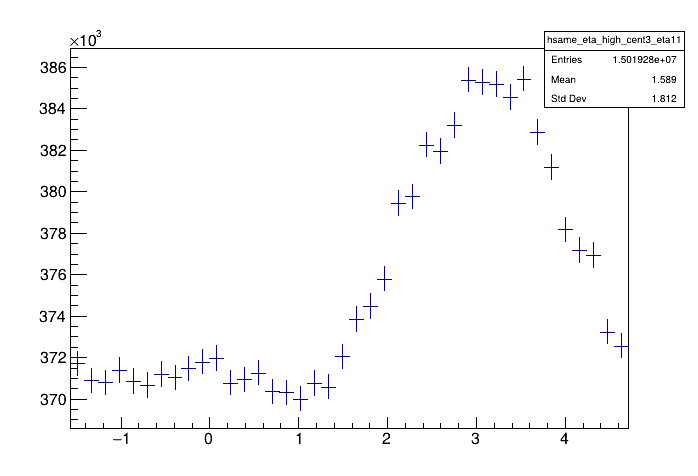 ×10³
hsame_eta_high_cent3_eta11
Entries 1.501928e+07
Mean 1.589
Std Dev 1.812
386
384
382
380
378
376
374
372
370
−1 0 1 2 3 4